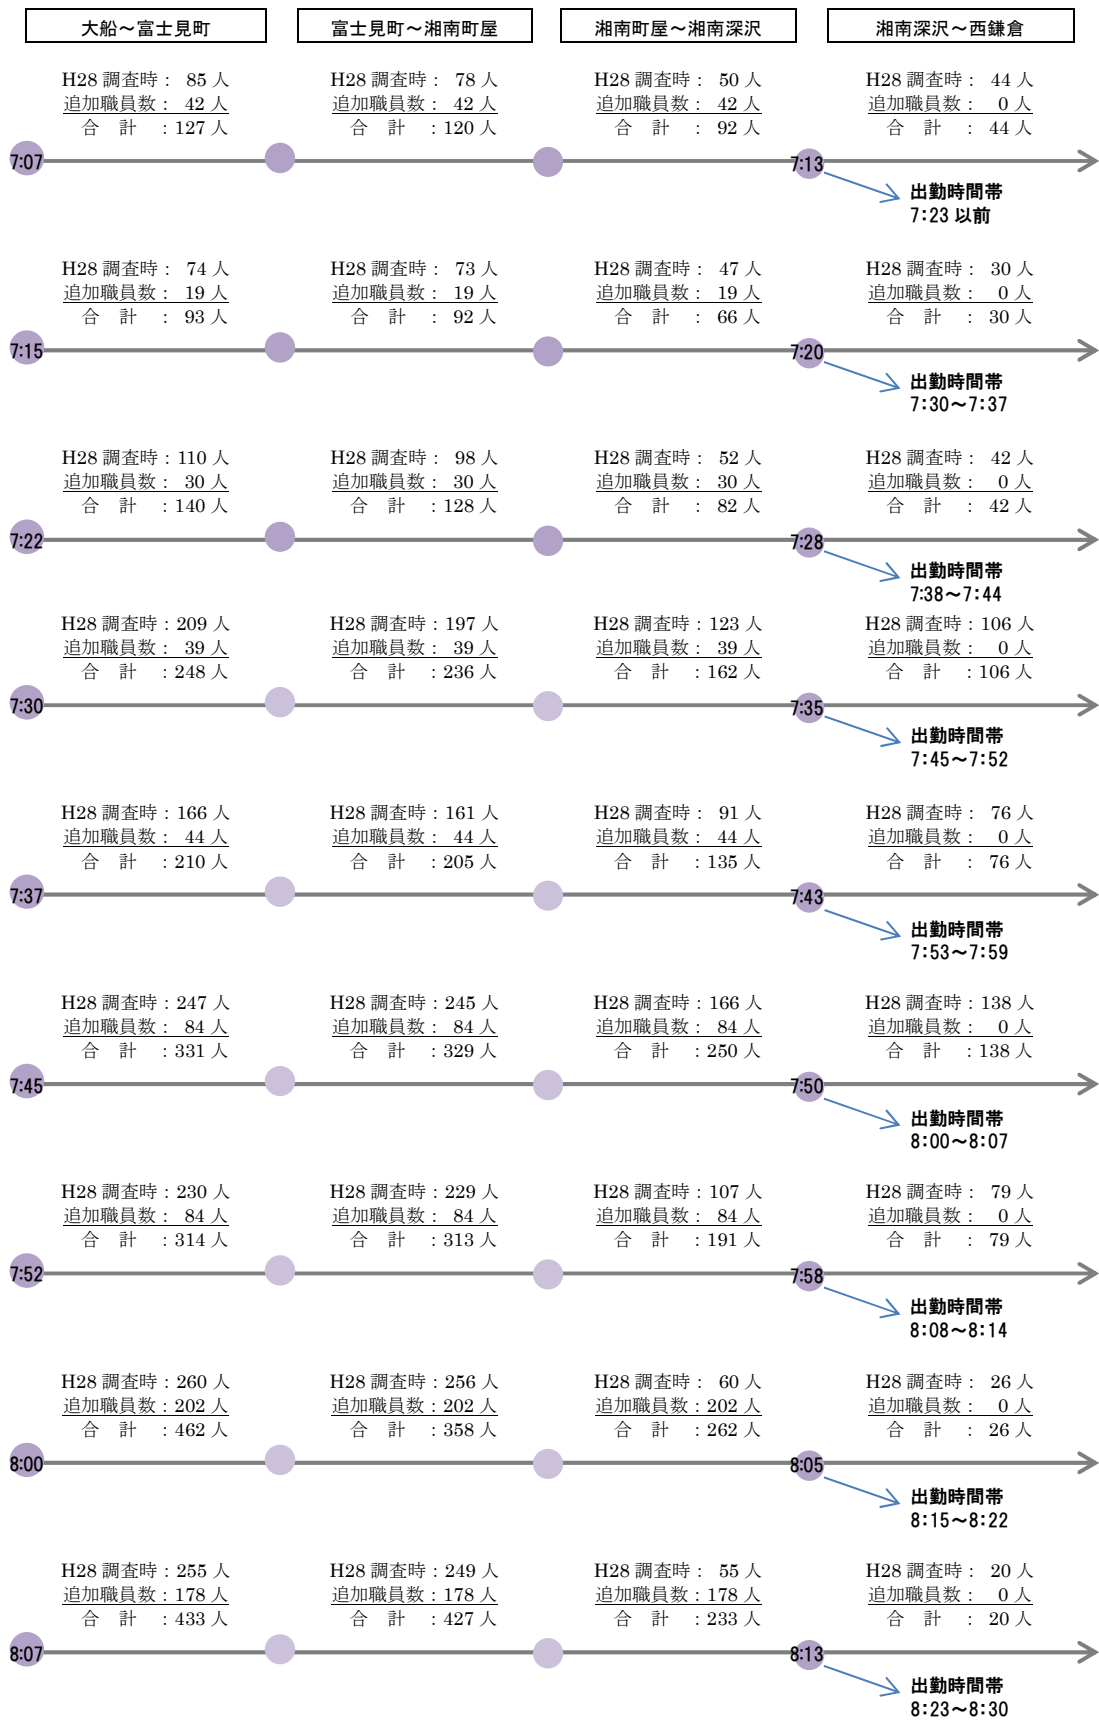 大船～富士見町 富士見町～湘南町屋 湘南町屋～湘南深沢 湘南深沢～西鎌倉
H28 調査時： 85 人 H28 調査時： 78 人 H28 調査時： 50 人 H28 調査時： 44 人
追加職員数： 42 人 追加職員数： 42 人 追加職員数： 42 人 追加職員数： 0 人
合 計 ：127 人 合 計 ：120 人 合 計 ： 92 人 合 計 ： 44 人
7:07 7:13
出勤時間帯
7:23 以前
H28 調査時： 74 人 H28 調査時： 73 人 H28 調査時： 47 人 H28 調査時： 30 人
追加職員数： 19 人 追加職員数： 19 人 追加職員数： 19 人 追加職員数： 0 人
合 計 ： 93 人 合 計 ： 92 人 合 計 ： 66 人 合 計 ： 30 人
7:15 7:20
出勤時間帯
7:30～7:37
H28 調査時：110 人 H28 調査時： 98 人 H28 調査時： 52 人 H28 調査時： 42 人
追加職員数： 30 人 追加職員数： 30 人 追加職員数： 30 人 追加職員数： 0 人
合 計 ：140 人 合 計 ：128 人 合 計 ： 82 人 合 計 ： 42 人
7:22 7:28
出勤時間帯
7:38～7:44
H28 調査時：209 人 H28 調査時：197 人 H28 調査時：123 人 H28 調査時：106 人
追加職員数： 39 人 追加職員数： 39 人 追加職員数： 39 人 追加職員数： 0 人
合 計 ：248 人 合 計 ：236 人 合 計 ：162 人 合 計 ：106 人
7:30 7:35
出勤時間帯
7:45～7:52
H28 調査時：166 人 H28 調査時：161 人 H28 調査時： 91 人 H28 調査時： 76 人
追加職員数： 44 人 追加職員数： 44 人 追加職員数： 44 人 追加職員数： 0 人
合 計 ：210 人 合 計 ：205 人 合 計 ：135 人 合 計 ： 76 人
7:37 7:43
出勤時間帯
7:53～7:59
H28 調査時：247 人 H28 調査時：245 人 H28 調査時：166 人 H28 調査時：138 人
追加職員数： 84 人 追加職員数： 84 人 追加職員数： 84 人 追加職員数： 0 人
合 計 ：331 人 合 計 ：329 人 合 計 ：250 人 合 計 ：138 人
7:45 7:50
出勤時間帯
8:00～8:07
H28 調査時：230 人 H28 調査時：229 人 H28 調査時：107 人 H28 調査時： 79 人
追加職員数： 84 人 追加職員数： 84 人 追加職員数： 84 人 追加職員数： 0 人
合 計 ：314 人 合 計 ：313 人 合 計 ：191 人 合 計 ： 79 人
7:52 7:58
出勤時間帯
8:08～8:14
H28 調査時：260 人 H28 調査時：256 人 H28 調査時： 60 人 H28 調査時： 26 人
追加職員数：202 人 追加職員数：202 人 追加職員数：202 人 追加職員数： 0 人
合 計 ：462 人 合 計 ：358 人 合 計 ：262 人 合 計 ： 26 人
8:00 8:05
出勤時間帯
8:15～8:22
H28 調査時：255 人 H28 調査時：249 人 H28 調査時： 55 人 H28 調査時： 20 人
追加職員数：178 人 追加職員数：178 人 追加職員数：178 人 追加職員数： 0 人
合 計 ：433 人 合 計 ：427 人 合 計 ：233 人 合 計 ： 20 人
8:07 8:13
出勤時間帯
8:23～8:30